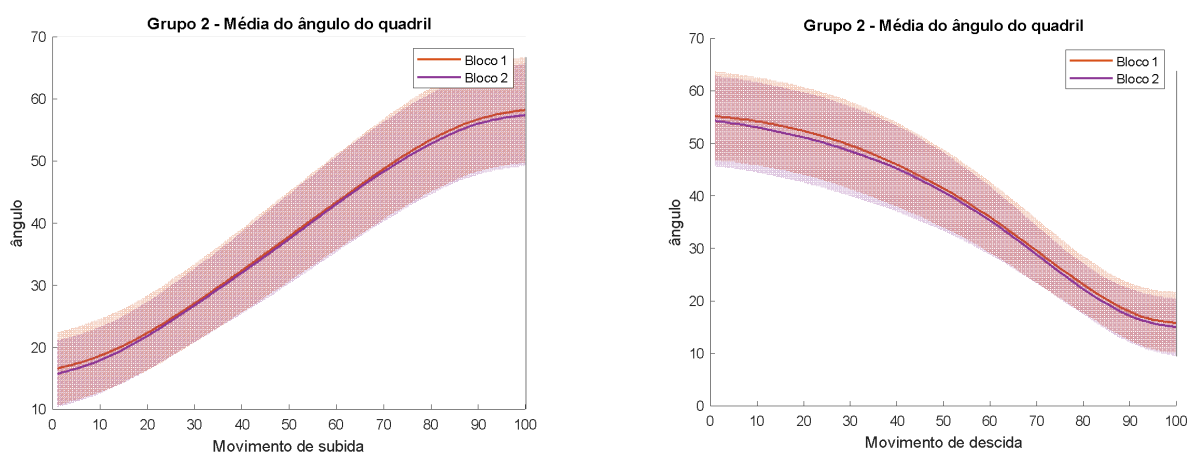 Grupo 2 - Média do ângulo do quadril
70
60
50
40
30
20
10
ângulo
Bloco 1
Bloco 2
0 10 20 30 40 50 60 70 80 90 100
Movimento de subida
Grupo 2 - Média do ângulo do quadril
70
60
50
40
30
20
10
0
ângulo
Bloco 1
Bloco 2
0 10 20 30 40 50 60 70 80 90 100
Movimento de descida